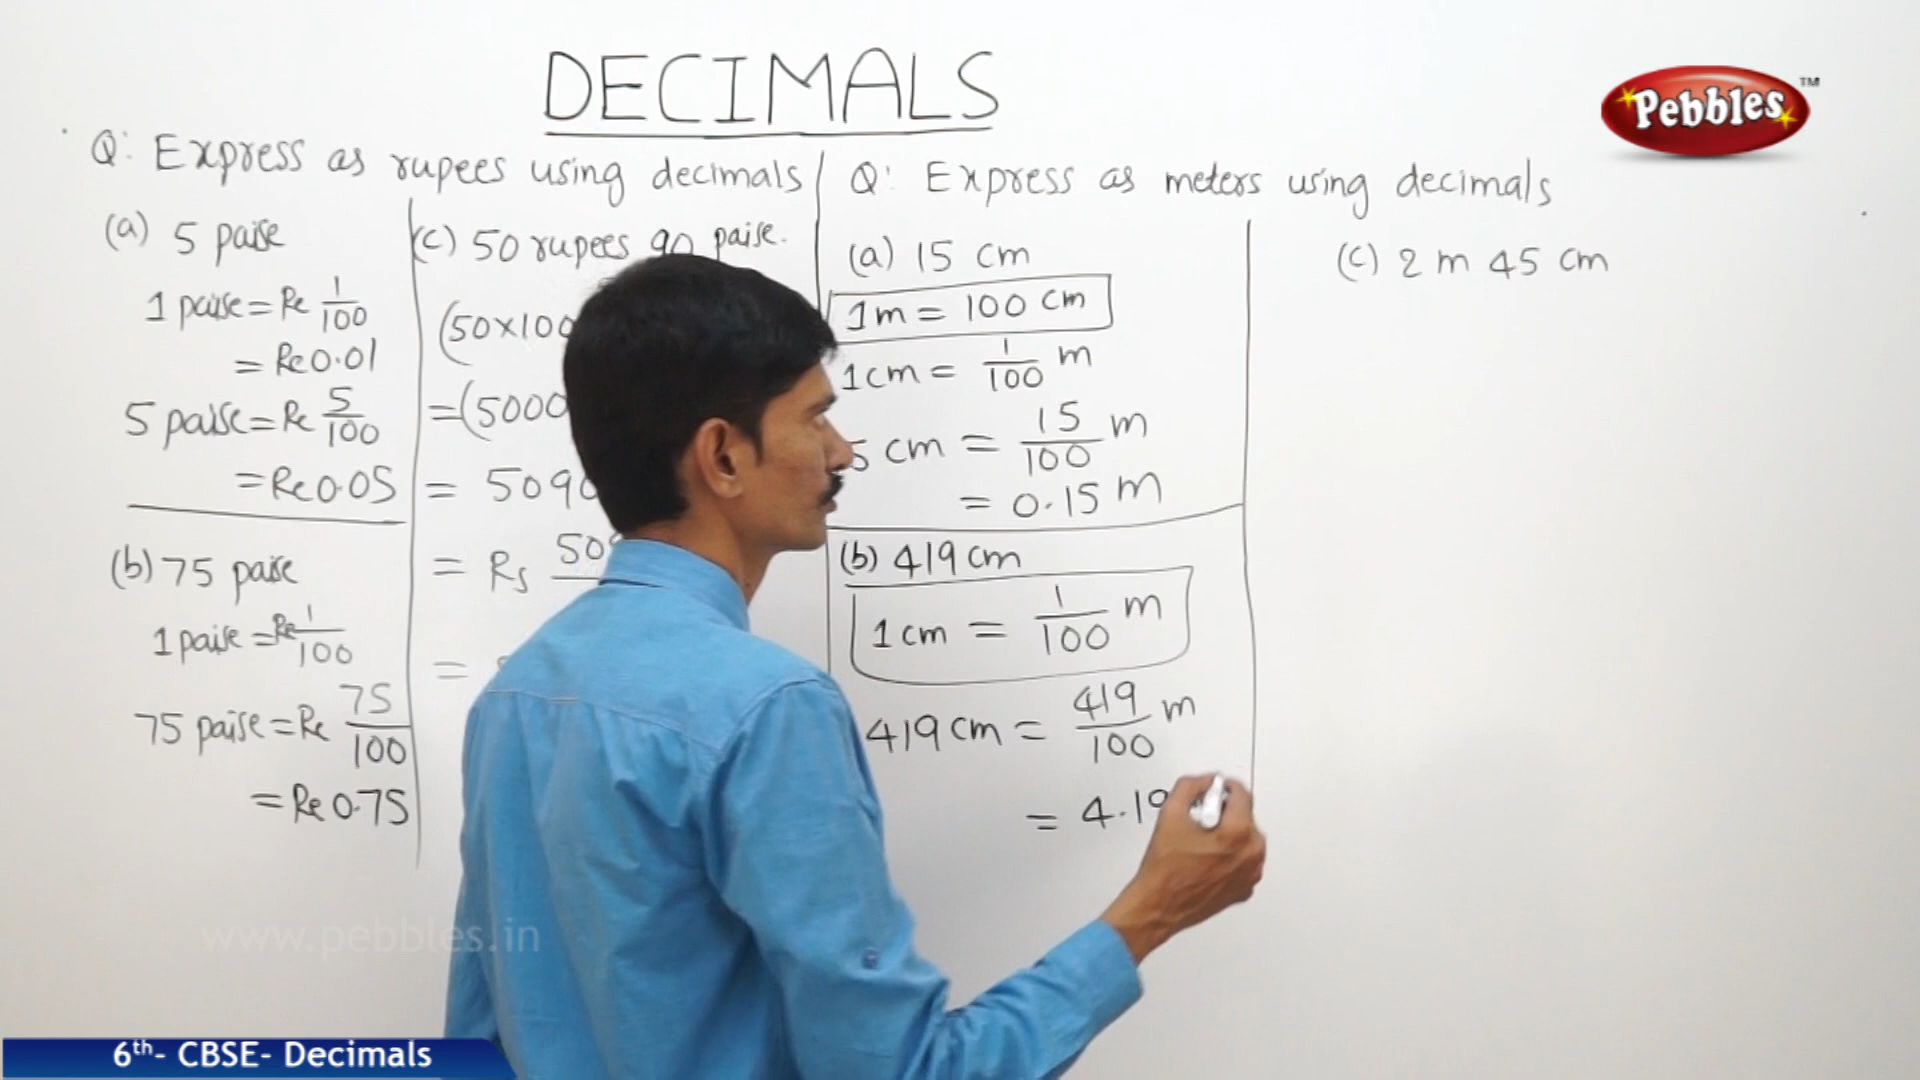 DECIMALS
Pebbles™
Q: Express as rupees using decimals
(a) 5 paise
1 paise = Re 1/100
= Re 0.01
5 paise = Re 5/100
= Re 0.05
(b) 75 paise
1 paise = Re 1/100
75 paise = Re 75/100
= Re 0.75
(c) 50 rupees 90 paise.
(50×100
=(5000
= 5090
= Rs
=
Q: Express as meters using decimals
(a) 15 cm
1m = 100 cm
1cm = 1/100 m
5 cm = 15/100 m
= 0.15 m
(b) 419 cm
1 cm = 1/100 m
419 cm = 419/100 m
= 4.19
(c) 2 m 45 cm
www.pebbles.in
6th- CBSE- Decimals